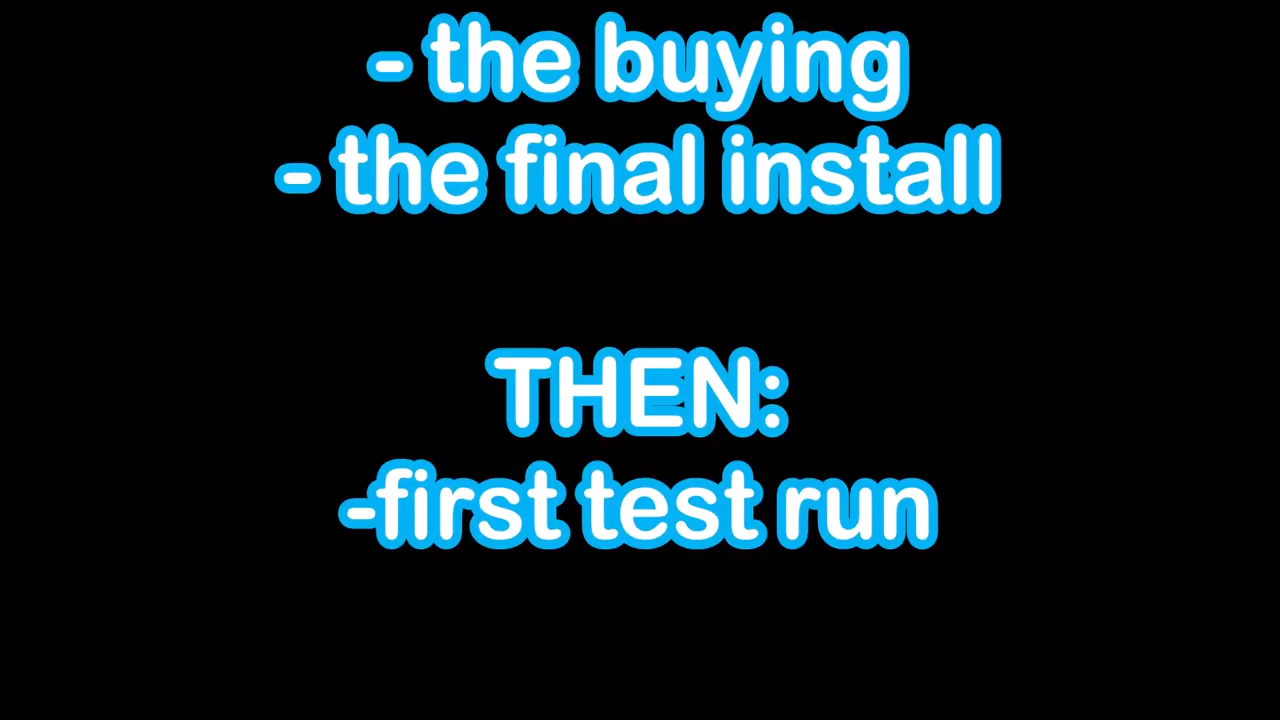 - the buying
- the final install
THEN:
-first test run